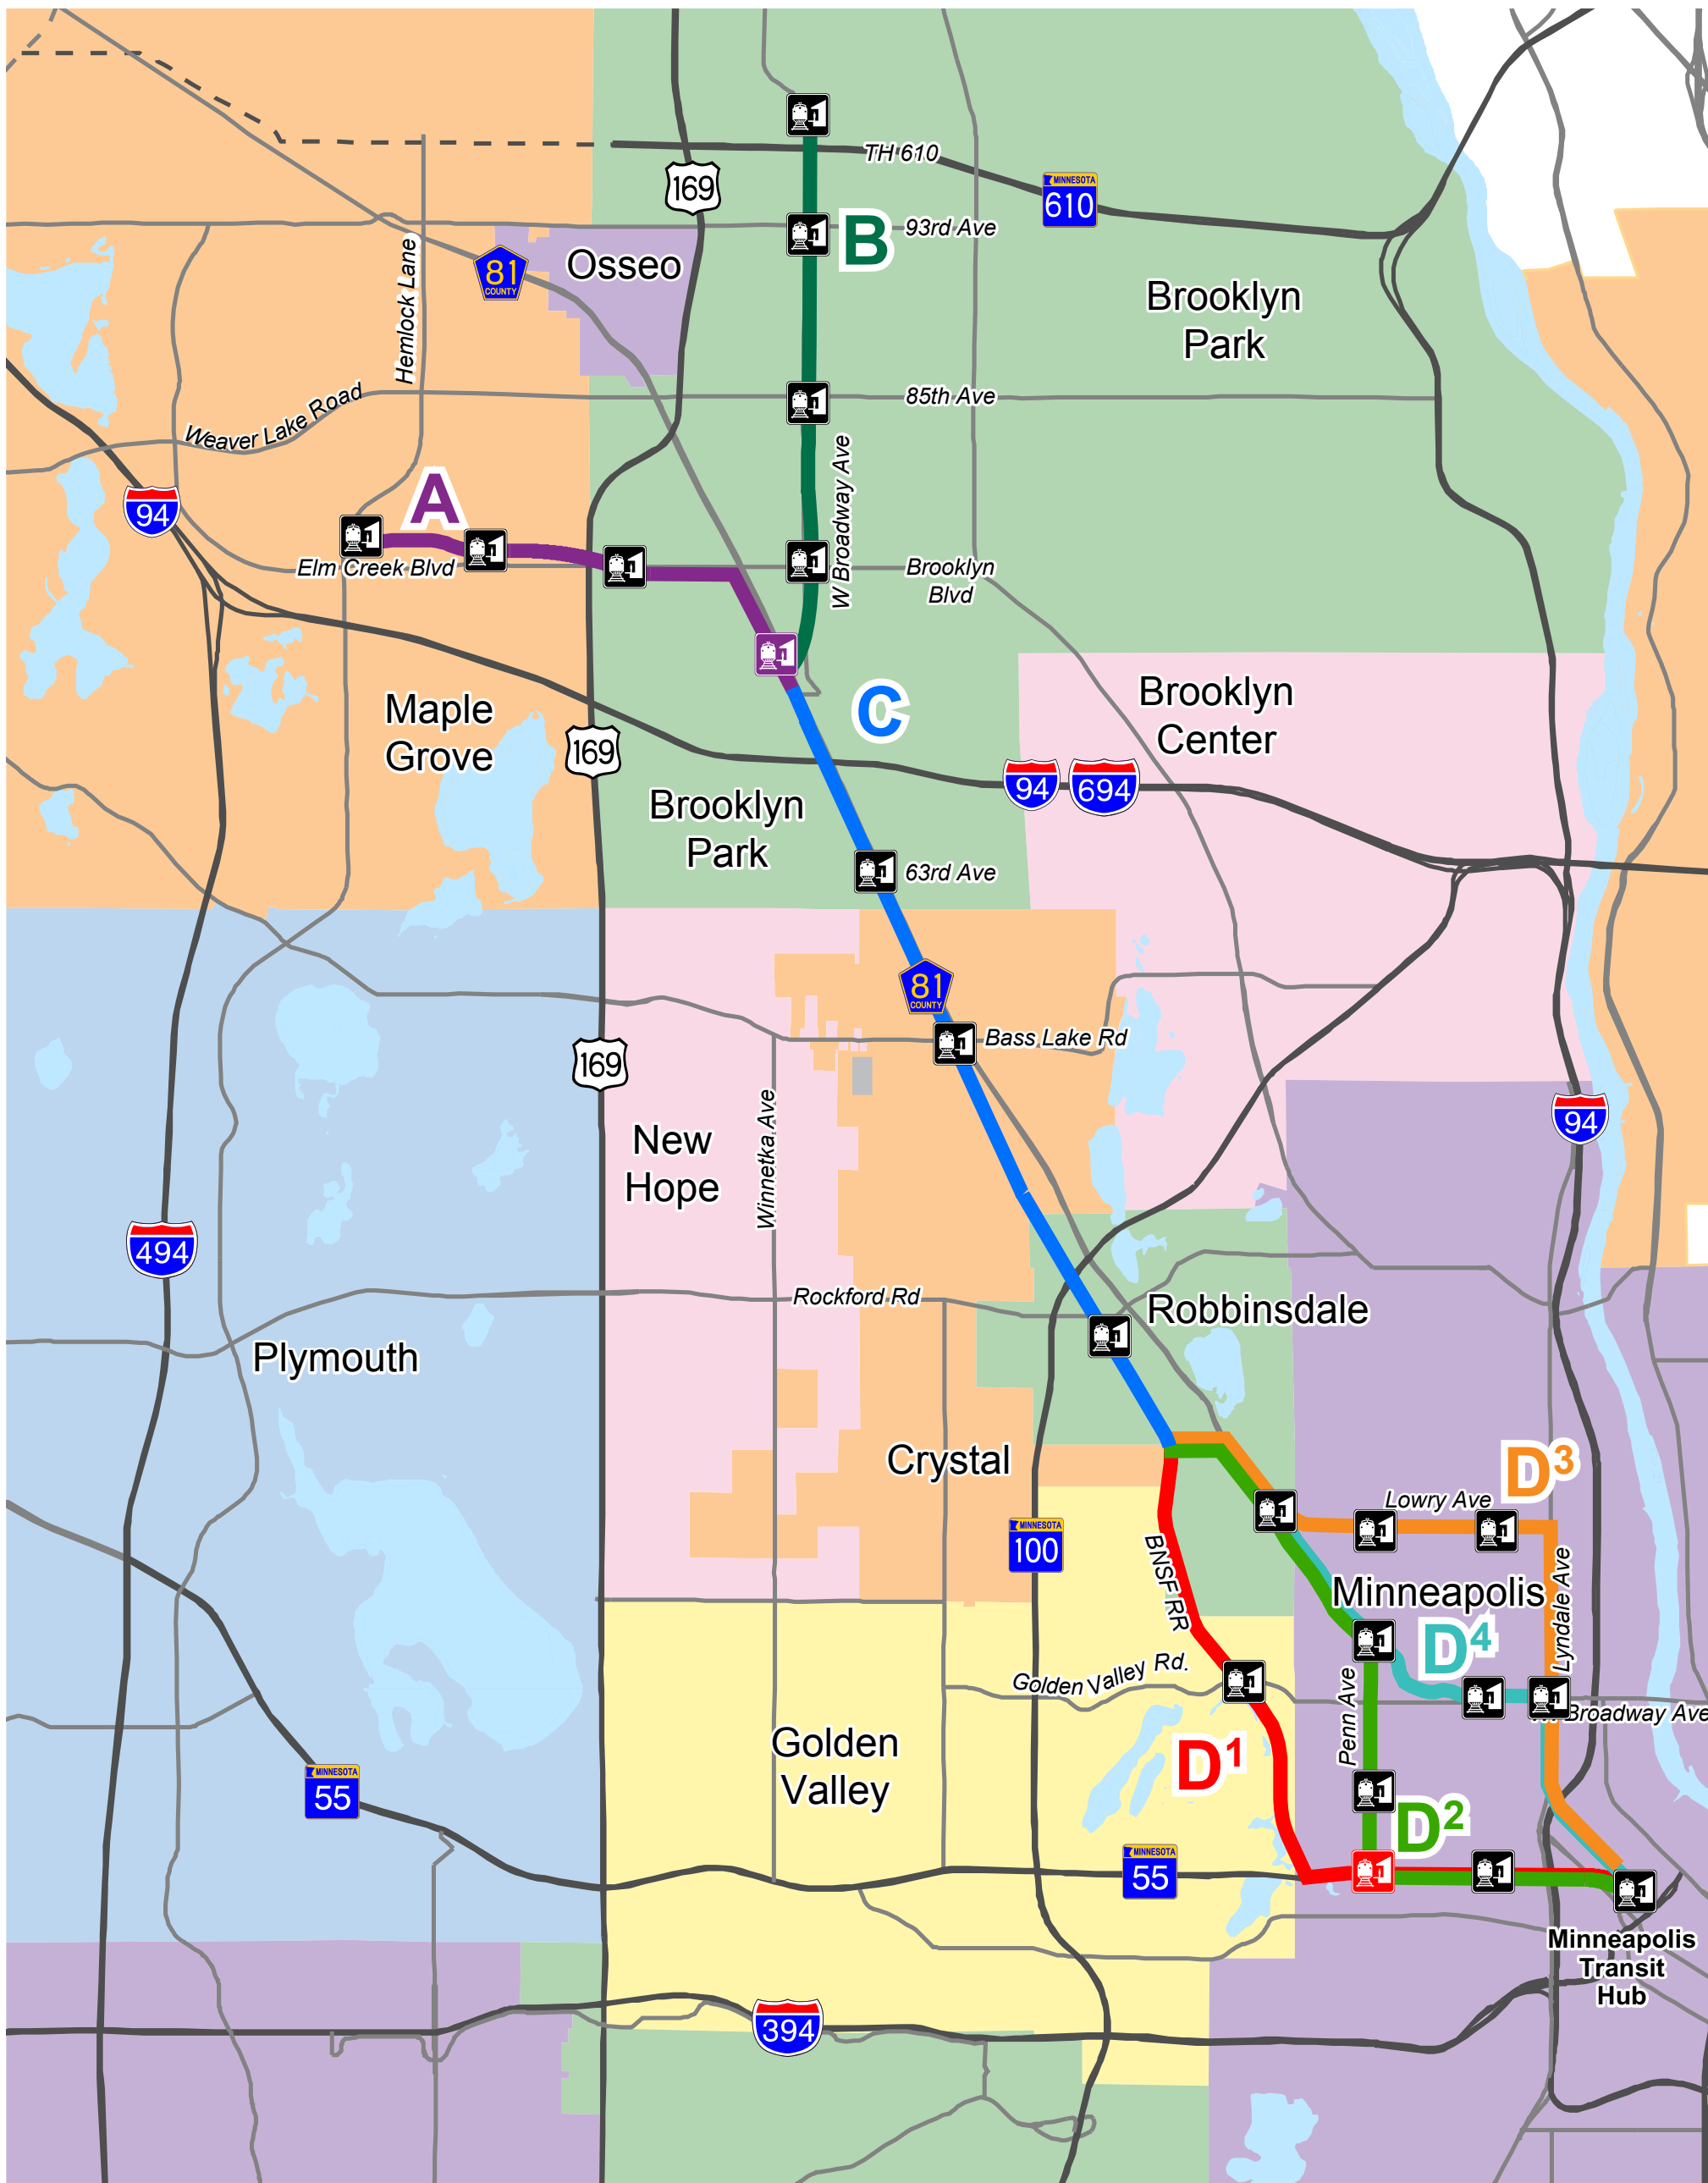 TH 610
169
MINNESOTA
610
93rd Ave
B
Osseo
81
COUNTY
Hemlock Lane
Brooklyn
Park
Weaver Lake Road
85th Ave
W Broadway Ave
A
94
Elm Creek Blvd
Brooklyn
Blvd
C
Maple
Grove
169
Brooklyn
Center
94
694
Brooklyn
Park
63rd Ave
81
COUNTY
Bass Lake Rd
169
Winnetka Ave
New
Hope
94
494
Rockford Rd
Robbinsdale
Plymouth
Crystal
D3
Lowry Ave
MINNESOTA
100
BNSF RR
Minneapolis
Lyndale Ave
D4
Golden Valley Rd.
Penn Ave
Broadway Ave
Golden
Valley
D1
MINNESOTA
55
D2
MINNESOTA
55
Minneapolis
Transit
Hub
394